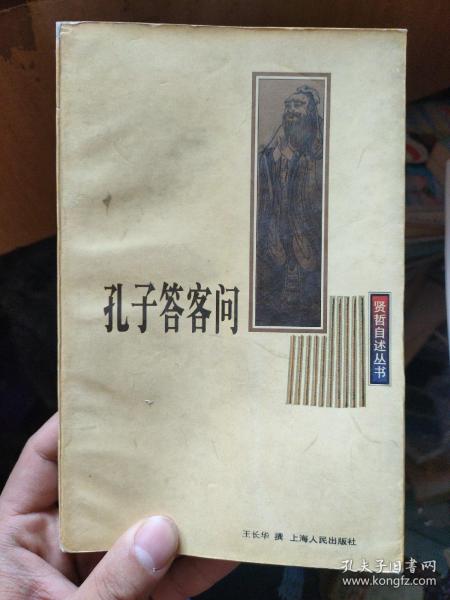 孔子答客问
贤哲自述丛书
王长华 撰 上海人民出版社
孔夫子旧书网
www.kongfz.com